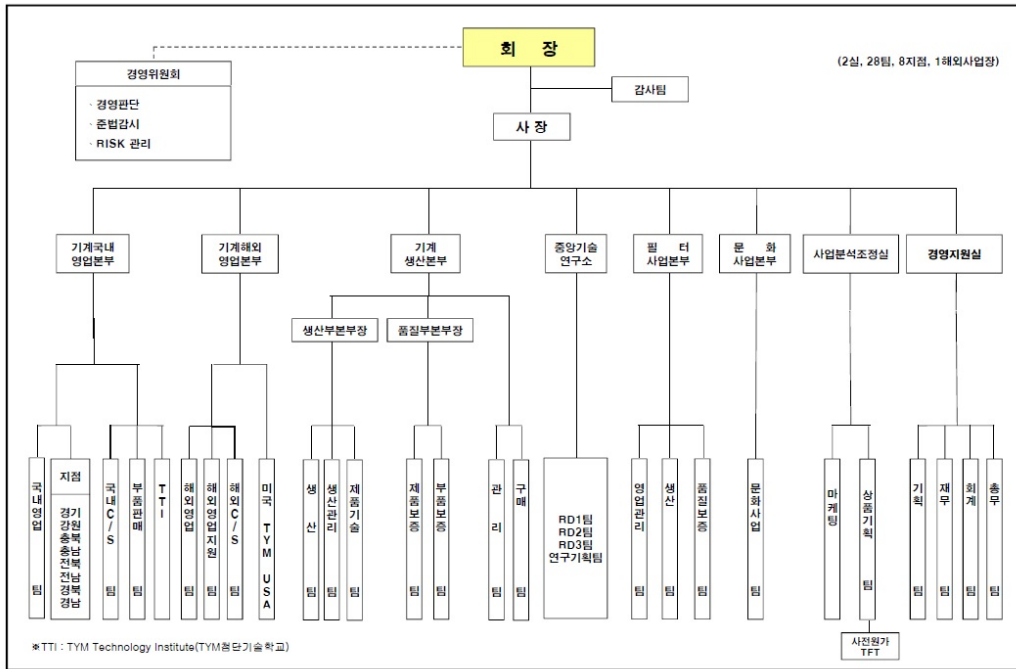 회 장
(2실, 28팀, 8지점, 1해외사업장)
경영위원회
· 경영판단
· 준법감시
· RISK 관리
감사팀
사 장
기계국내
영업본부
기계해외
영업본부
기계
생산본부
중앙기술
연구소
필 터
사업본부
문 화
사업본부
사업분석조정실
경영지원실
생산부본부장
품질부본부장
국내영업 팀
지점
경기
강원
충북
충남
전북
전남
경북
경남
국내C/S 팀
부품판매 팀
TTI
해외영업 팀
해외영업지원 팀
해외C/S 팀
미국 TYM USA
생 산 팀
생산관리 팀
제품기술 팀
제품보증 팀
부품보증 팀
관 리 팀
구매 팀
RD1팀
RD2팀
RD3팀
연구기획팀
영업관리 팀
생산 팀
품질보증 팀
문화사업 팀
마케팅 팀
상품기획 팀
기획 팀
재무 팀
회계 팀
총무 팀
사전원가
TFT
※TTI : TYM Technology Institute(TYM첨단기술학교)